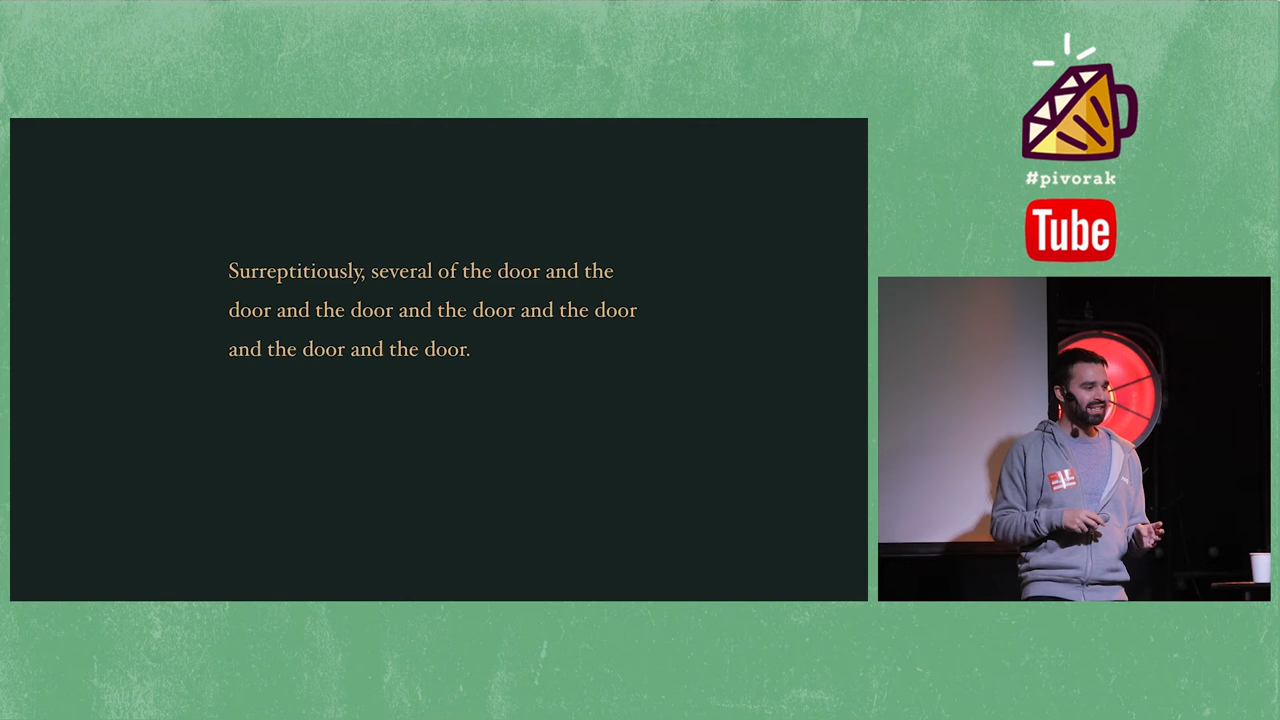 Surreptitiously, several of the door and the
door and the door and the door and the door
and the door and the door.
#pivorak
Tube